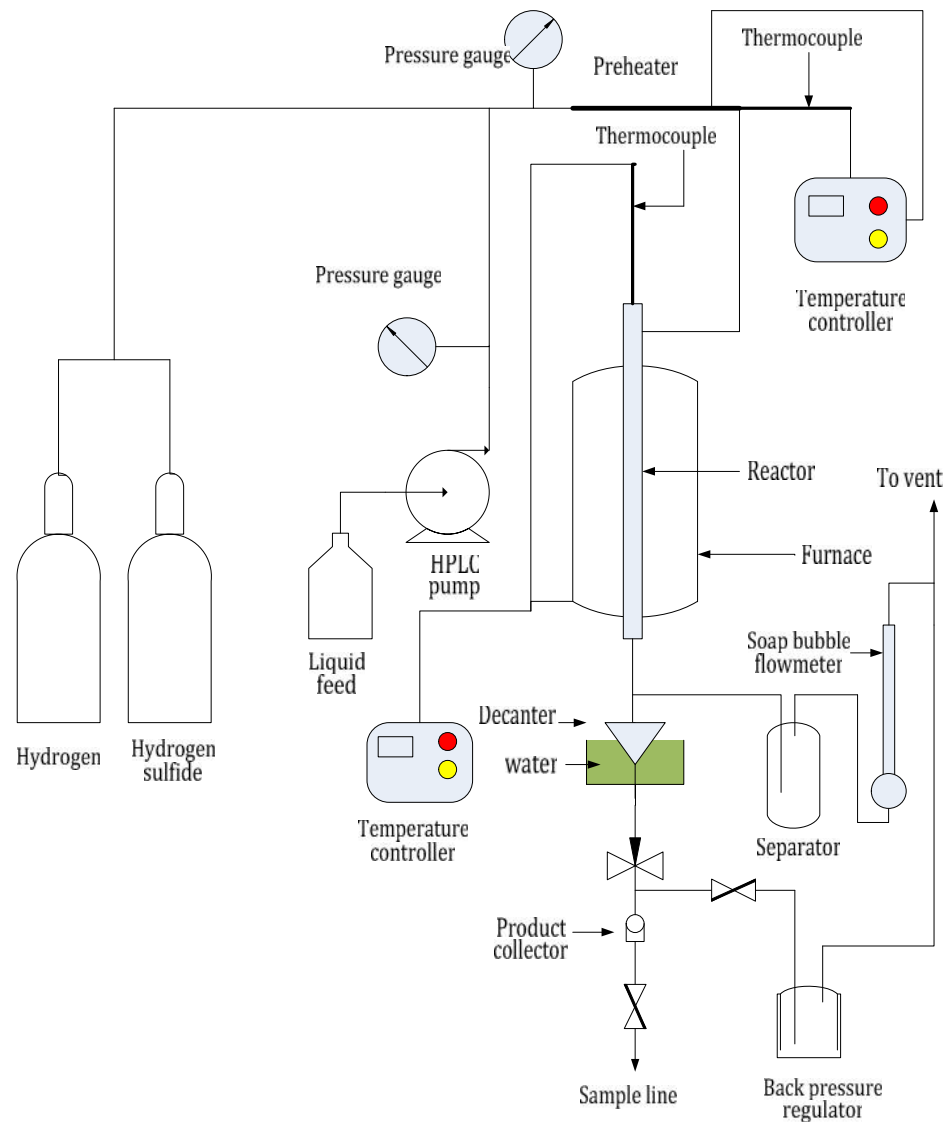 Pressure gauge
Preheater
Thermocouple
Thermocouple
Pressure gauge
Temperature
controller
Reactor
To vent
Furnace
HPLC
pump
Liquid
feed
Soap bubble
flowmeter
Decanter
water
Hydrogen
Hydrogen
sulfide
Temperature
controller
Separator
Product
collector
Sample line
Back pressure
regulator